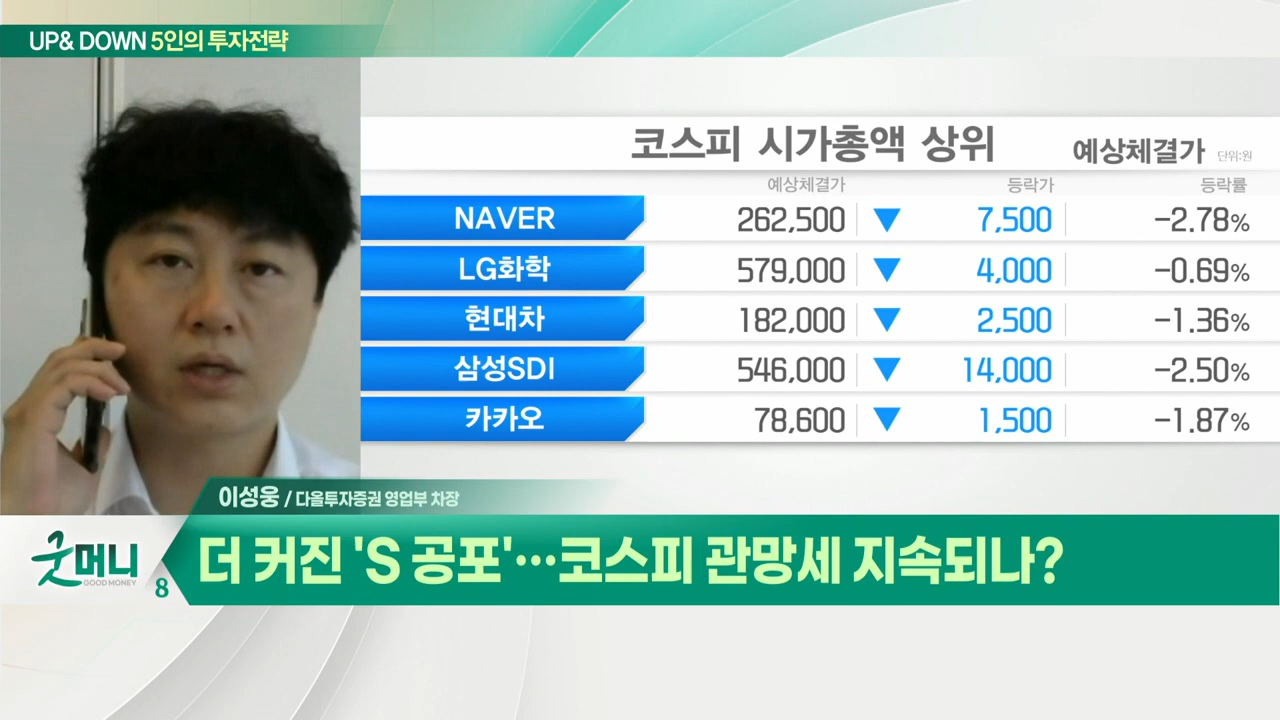 UP& DOWN 5인의 투자전략
코스피 시가총액 상위 예상체결가 단위:원
예상체결가 등락가 등락률
NAVER 262,500 ▼ 7,500 -2.78%
LG화학 579,000 ▼ 4,000 -0.69%
현대차 182,000 ▼ 2,500 -1.36%
삼성SDI 546,000 ▼ 14,000 -2.50%
카카오 78,600 ▼ 1,500 -1.87%
이성웅 / 다올투자증권 영업부 차장
굿머니
GOOD MONEY
8
더 커진 'S 공포'…코스피 관망세 지속되나?